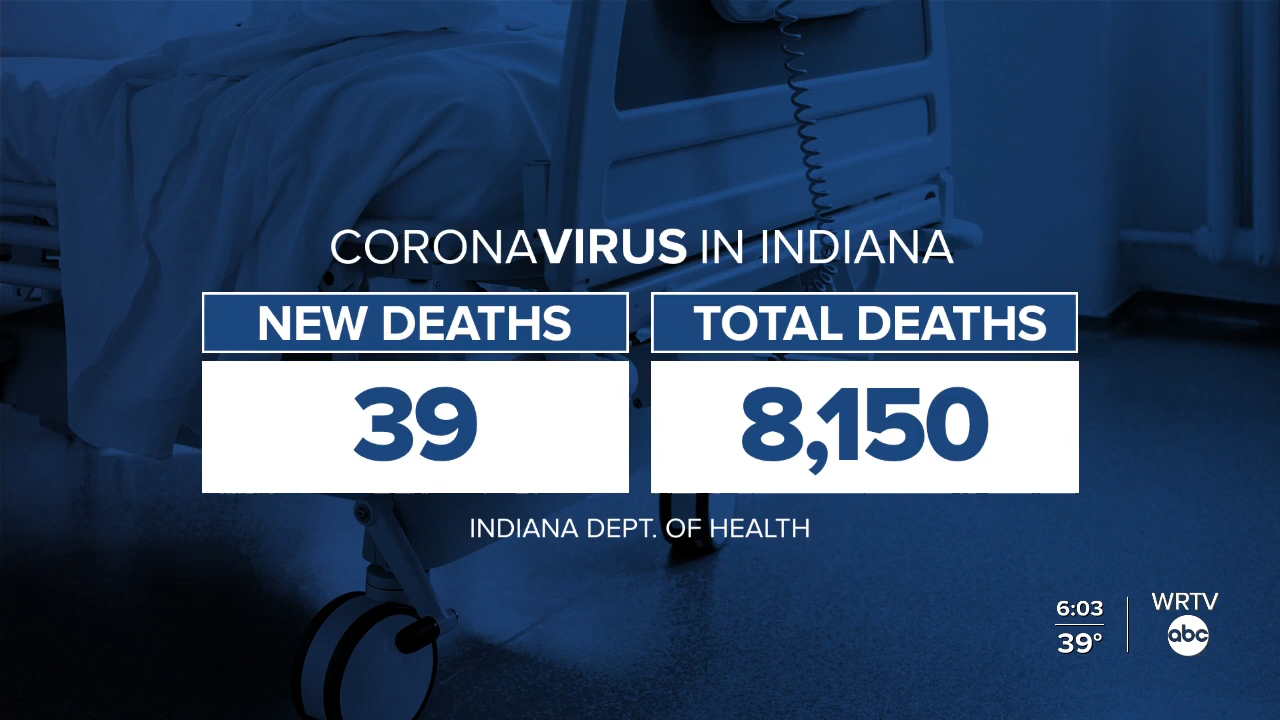 CORONAVIRUS IN INDIANA
NEW DEATHS
TOTAL DEATHS
39
8,150
INDIANA DEPT. OF HEALTH
6:03
39°
WRTV
abc